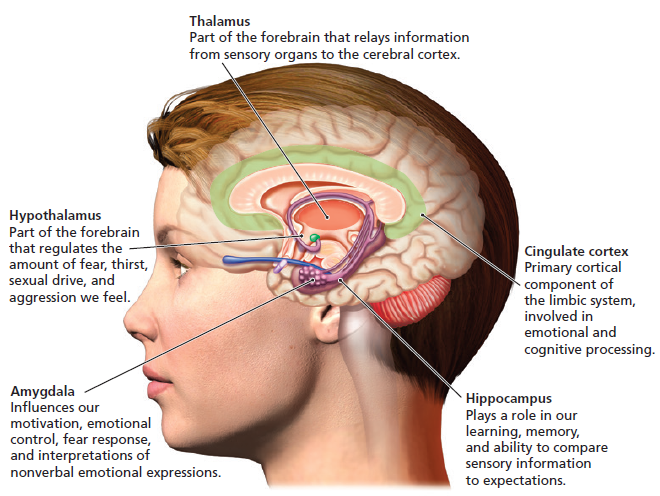 Thalamus
Part of the forebrain that relays information
from sensory organs to the cerebral cortex.
Hypothalamus
Part of the forebrain
that regulates the
amount of fear, thirst,
sexual drive, and
aggression we feel.
Cingulate cortex
Primary cortical
component of
the limbic system,
involved in
emotional and
cognitive processing.
Amygdala
Influences our
motivation, emotional
control, fear response,
and interpretations of
nonverbal emotional expressions.
Hippocampus
Plays a role in our
learning, memory,
and ability to compare
sensory information
to expectations.